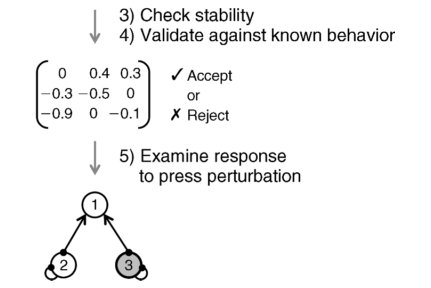 3) Check stability
4) Validate against known behavior
0 0.4 0.3
−0.3 −0.5 0
−0.9 0 −0.1
✓ Accept
or
✗ Reject
5) Examine response
to press perturbation
1
2 3